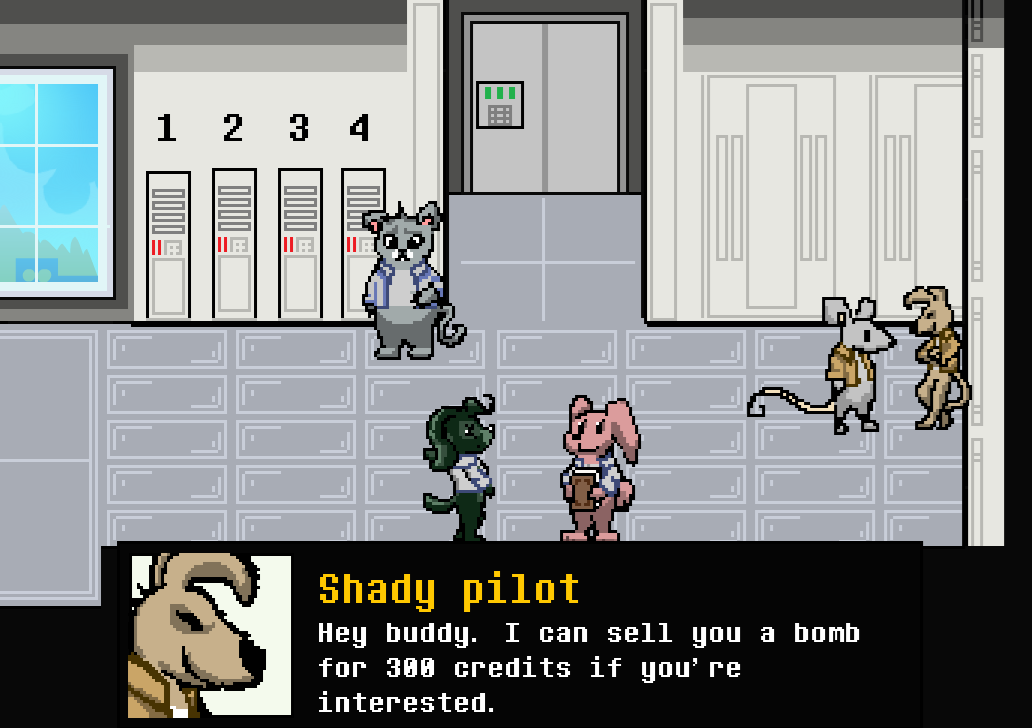 1 2 3 4
Shady pilot
Hey buddy. I can sell you a bomb
for 300 credits if you're
interested.